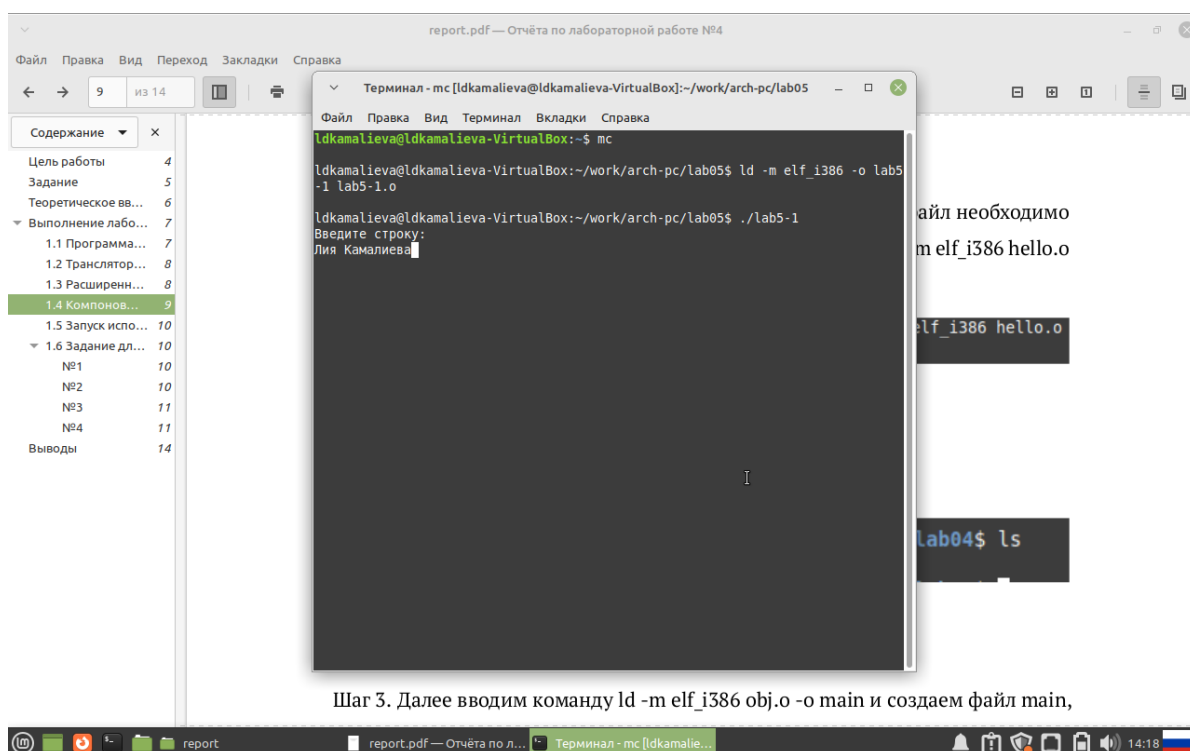 report.pdf — Отчёта по лабораторной работе №4
Файл Правка Вид Переход Закладки Справка
9 из 14
Содержание
Цель работы 4
Задание 5
Теоретическое вв... 6
Выполнение лабо... 7
1.1 Программа... 7
1.2 Транслятор... 8
1.3 Расширенн... 8
1.4 Компонов... 9
1.5 Запуск испо... 10
1.6 Задание дл... 10
№1 10
№2 10
№3 11
№4 11
Выводы 14
Терминал - mc [ldkamalieva@ldkamalieva-VirtualBox]:~/work/arch-pc/lab05
Файл Правка Вид Терминал Вкладки Справка
ldkamalieva@ldkamalieva-VirtualBox:~$ mc
ldkamalieva@ldkamalieva-VirtualBox:~/work/arch-pc/lab05$ ld -m elf_i386 -o lab5
-1 lab5-1.o
ldkamalieva@ldkamalieva-VirtualBox:~/work/arch-pc/lab05$ ./lab5-1
Введите строку:
Лия Камалиева
айл необходимо
m elf_i386 hello.o
elf_i386 hello.o
lab04$ ls
Шаг 3. Далее вводим команду ld -m elf_i386 obj.o -o main и создаем файл main,
report
report.pdf — Отчёта по л...
Терминал - mc [ldkamalie...
14:18